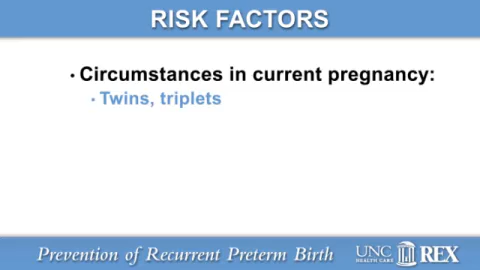 RISK FACTORS
• Circumstances in current pregnancy:
• Twins, triplets
Prevention of Recurrent Preterm Birth
UNC REX
HEALTH CARE